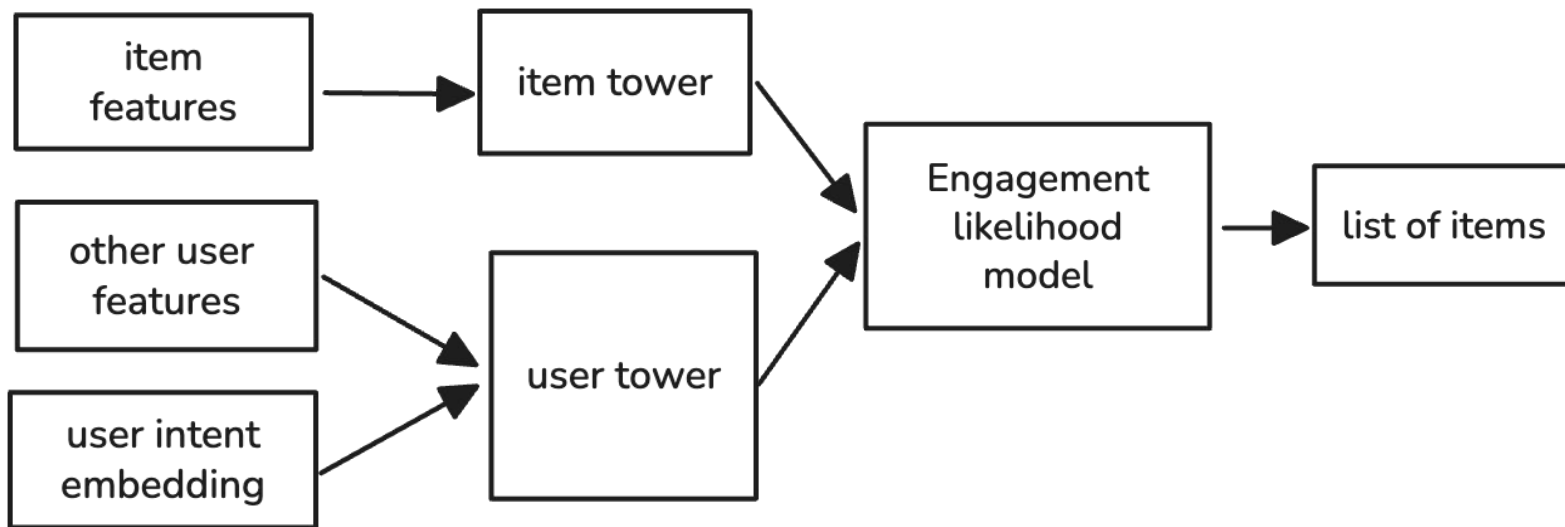 item
features
item tower
other user
features
user intent
embedding
user tower
Engagement
likelihood
model
list of items